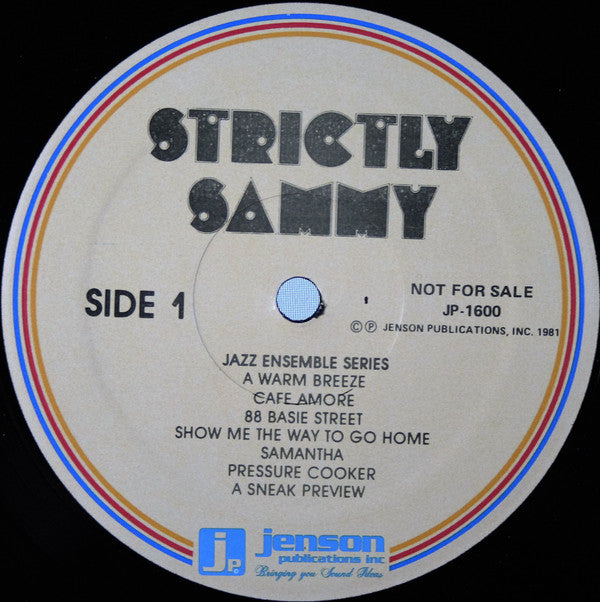 STRICTLY
SAMMY
SIDE 1
NOT FOR SALE
JP-1600
©℗ JENSON PUBLICATIONS, INC. 1981
JAZZ ENSEMBLE SERIES
A WARM BREEZE
CAFE AMORE
88 BASIE STREET
SHOW ME THE WAY TO GO HOME
SAMANTHA
PRESSURE COOKER
A SNEAK PREVIEW
jP.
jenson
publications inc
Bringing you Sound Ideas